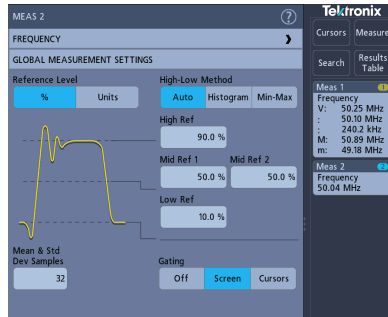 MEAS 2
?
FREQUENCY
GLOBAL MEASUREMENT SETTINGS
Reference Level
% Units
High-Low Method
Auto Histogram Min-Max
High Ref
90.0 %
Mid Ref 1 Mid Ref 2
50.0 % 50.0 %
Low Ref
10.0 %
Mean & Std
Dev Samples
32
Gating
Off Screen Cursors
Tektronix
Cursors Measure
Search Results
Table
Meas 1 1
Frequency
V: 50.25 MHz
: 50.10 MHz
: 240.2 kHz
M: 50.89 MHz
m: 49.18 MHz
Meas 2 2
Frequency
50.04 MHz